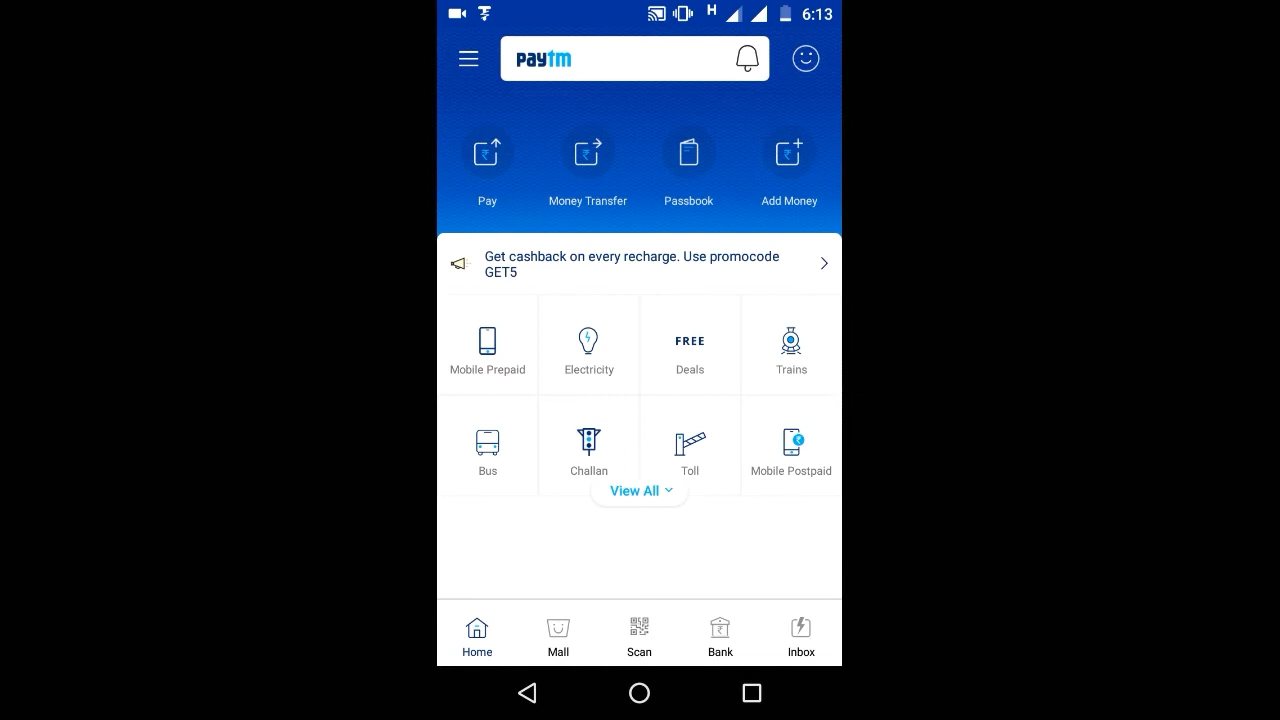 H 6:13
paytm
Pay Money Transfer Passbook Add Money
Get cashback on every recharge. Use promocode
GET5
FREE
Mobile Prepaid Electricity Deals Trains
Bus Challan Toll Mobile Postpaid
View All
Home Mall Scan Bank Inbox